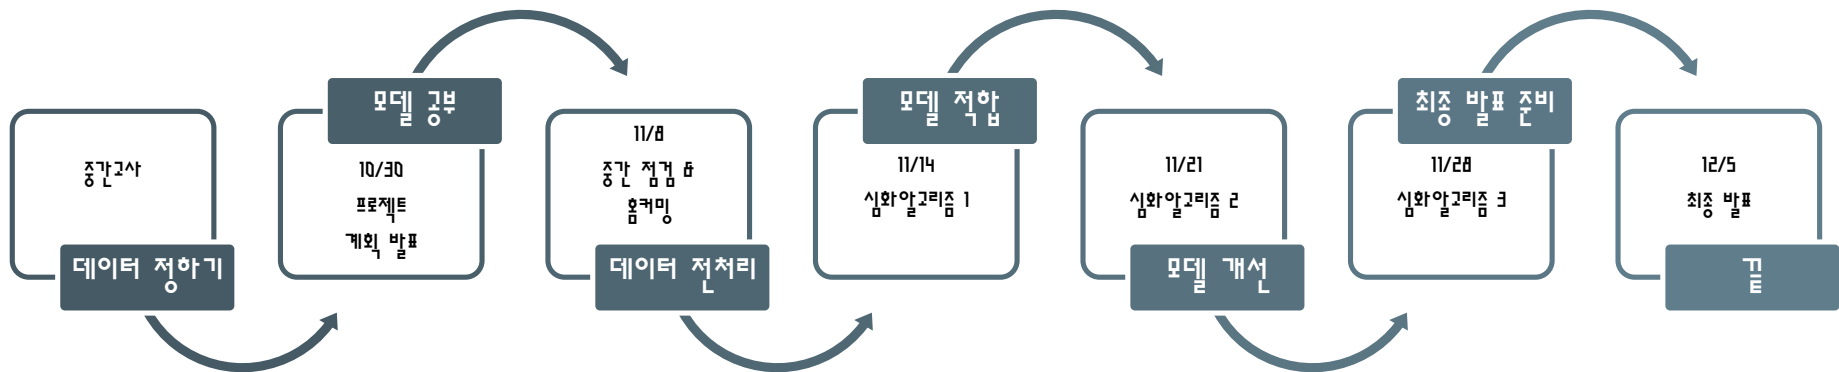 중간고사
데이터 정하기
모델 공부
10/30
프로젝트
계획 발표
11/8
중간 점검 &
홈커밍
데이터 전처리
모델 적합
11/14
심화알고리즘 1
11/21
심화알고리즘 2
모델 개선
최종 발표 준비
11/28
심화알고리즘 3
12/5
최종 발표
끝